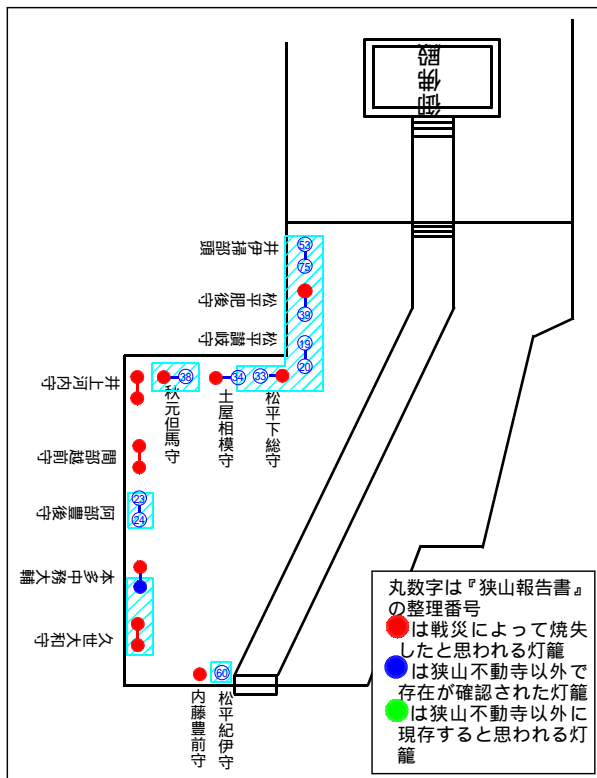 御佛殿
井伊掃部頭
53
75
松平肥後守
39
松平讃岐守
19
20
井上河内守
38
秋元但馬守
34
土屋相模守
33
松平下総守
間部越前守
阿部豊後守
23
24
本多中務大輔
久世大和守
60
内藤豊前守
松平紀伊守
丸数字は『狭山報告書』
の整理番号
●は戦災によって焼失
したと思われる灯籠
●は狭山不動寺以外で
存在が確認された灯籠
●は狭山不動寺以外に
現存すると思われる灯
籠